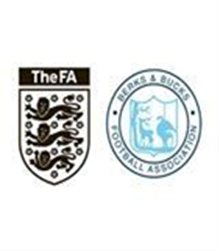 TheFA
BERKS & BUCKS
FOOTBALL ASSOCIATION